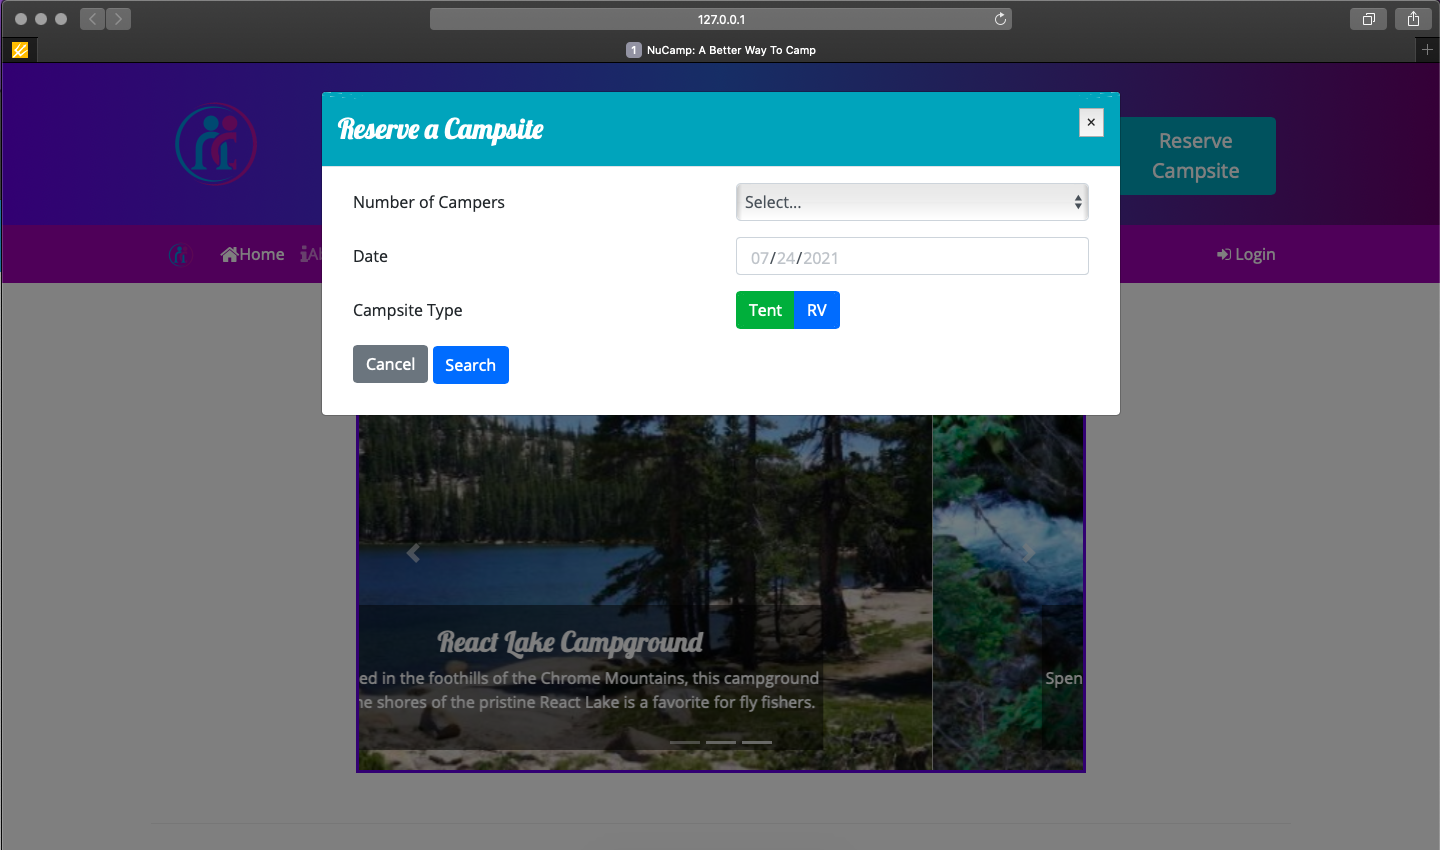 127.0.0.1
1 NuCamp: A Better Way To Camp
Reserve a Campsite
×
Reserve
Campsite
Number of Campers
Select...
Home
Login
Date
07/24/2021
Campsite Type
Tent
RV
Cancel
Search
React Lake Campground
ed in the foothills of the Chrome Mountains, this campground
Spen
he shores of the pristine React Lake is a favorite for fly fishers.